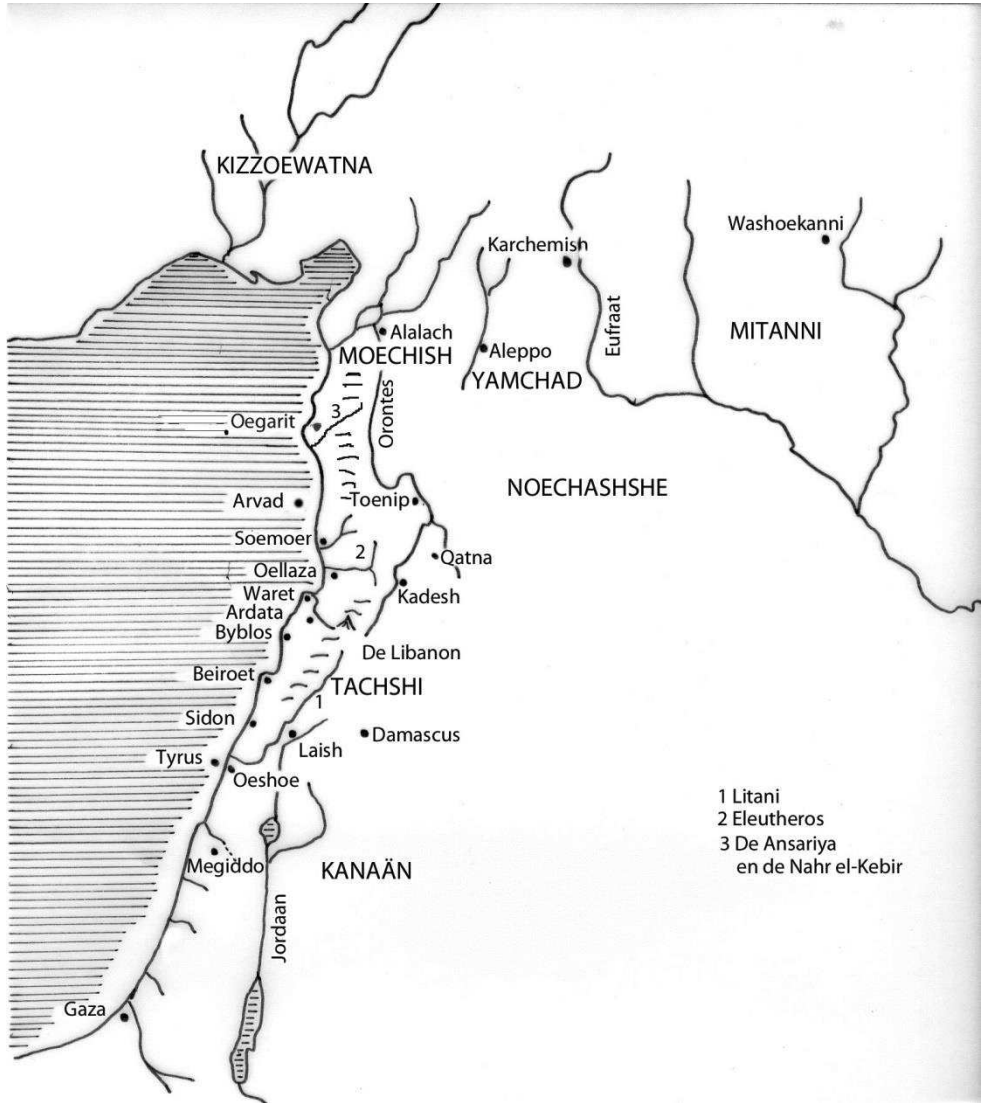 KIZZOEWATNA
Washoekanni
Karchemish
Eufraat
MITANNI
Alalach
MOECHISH
Aleppo
YAMCHAD
Orontes
3
Oegarit
NOECHASHSHE
Arvad
Toenip
Soemoer
2
Qatna
Oellaza
Kadesh
Waret
Ardata
Byblos
De Libanon
Beiroet
TACHSHI
1
Sidon
Damascus
Laish
Tyrus
Oeshoe
1 Litani
2 Eleutheros
3 De Ansariya
en de Nahr el-Kebir
Megiddo
KANAÄN
Jordaan
Gaza